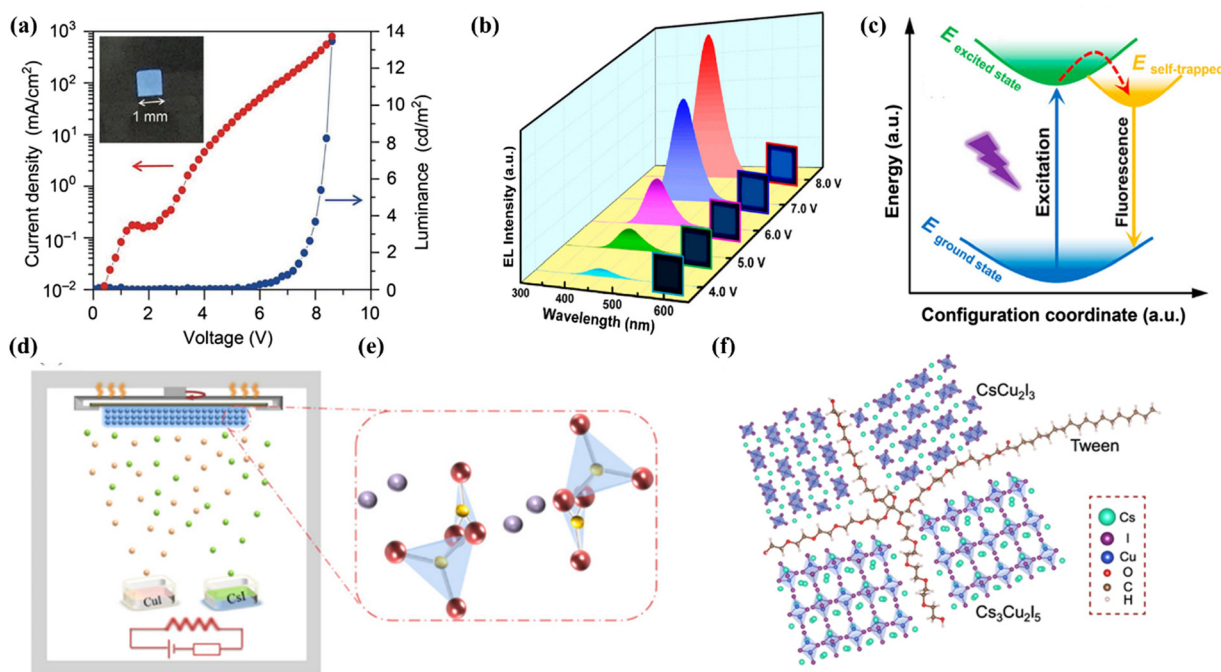 (a)
10³
10²
10¹
10⁰
10⁻¹
10⁻²
Current density (mA/cm²)
1 mm
0
2
4
6
8
10
Voltage (V)
14
12
10
8
6
4
2
0
Luminance (cd/m²)
(b)
EL Intensity (a.u.)
300
400
500
600
Wavelength (nm)
4.0 V
5.0 V
6.0 V
7.0 V
8.0 V
(c)
Energy (a.u.)
E excited state
E self-trapped
Excitation
Fluorescence
E ground state
Configuration coordinate (a.u.)
(d)
CuI
CsI
(e)
(f)
CsCu₂I₃
Tween
Cs₃Cu₂I₅
Cs
I
Cu
O
C
H